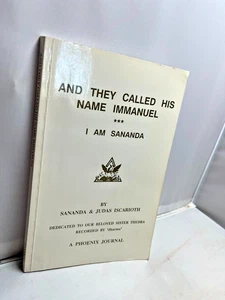 AND THEY CALLED HIS
NAME IMMANUEL
***
I AM SANANDA
BY
SANANDA & JUDAS ISCARIOTH
DEDICATED TO OUR BELOVED SISTER THEDRA
RECORDED BY "dharma"
A PHOENIX JOURNAL